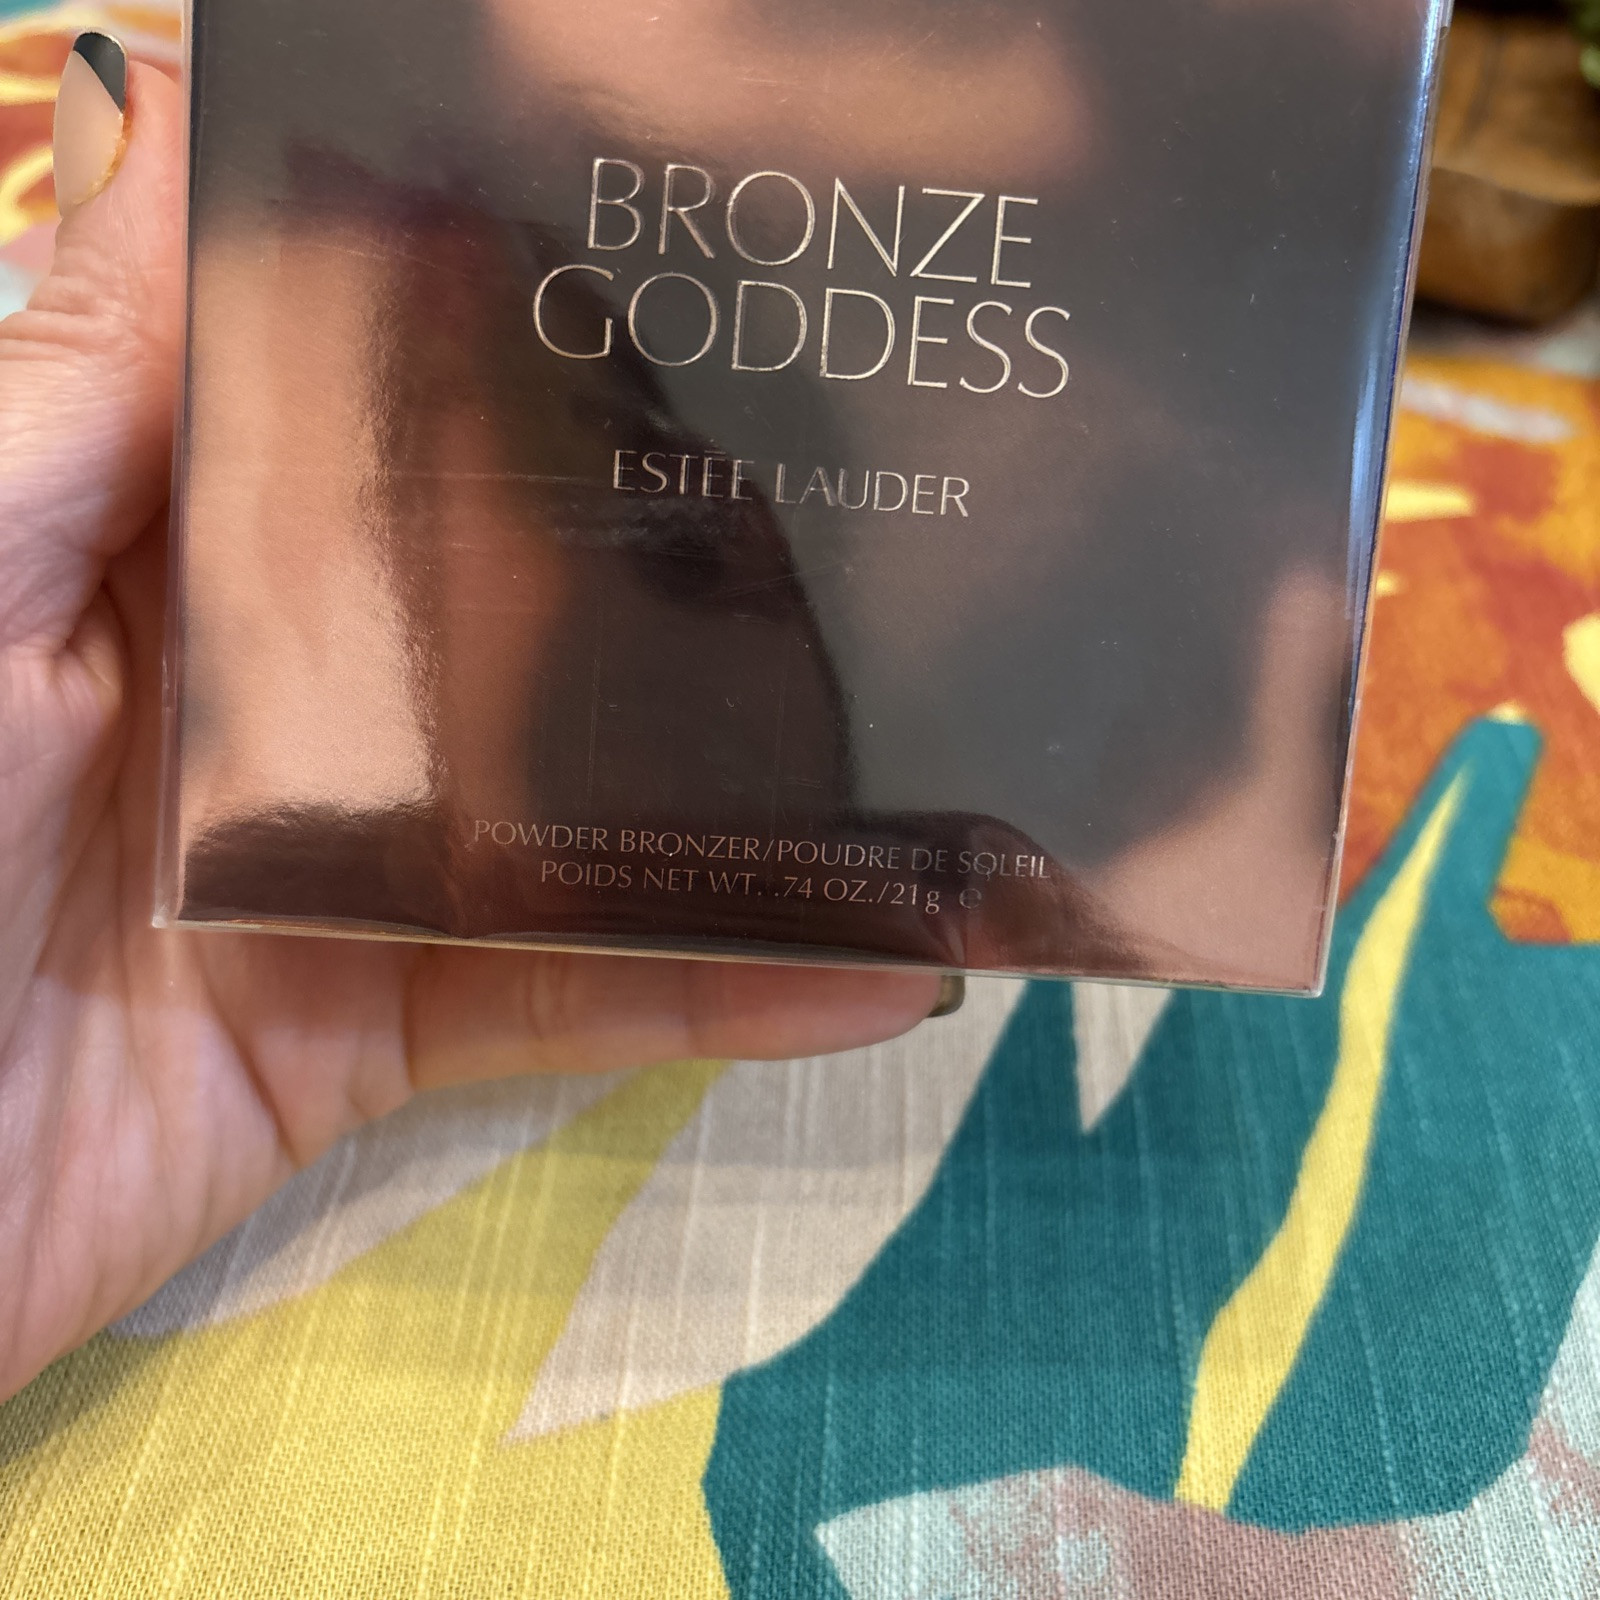 BRONZE
GODDESS
ESTĒE LAUDER
POWDER BRONZER/POUDRE DE SOLEIL
POIDS NET WT. .74 OZ./21g ℮